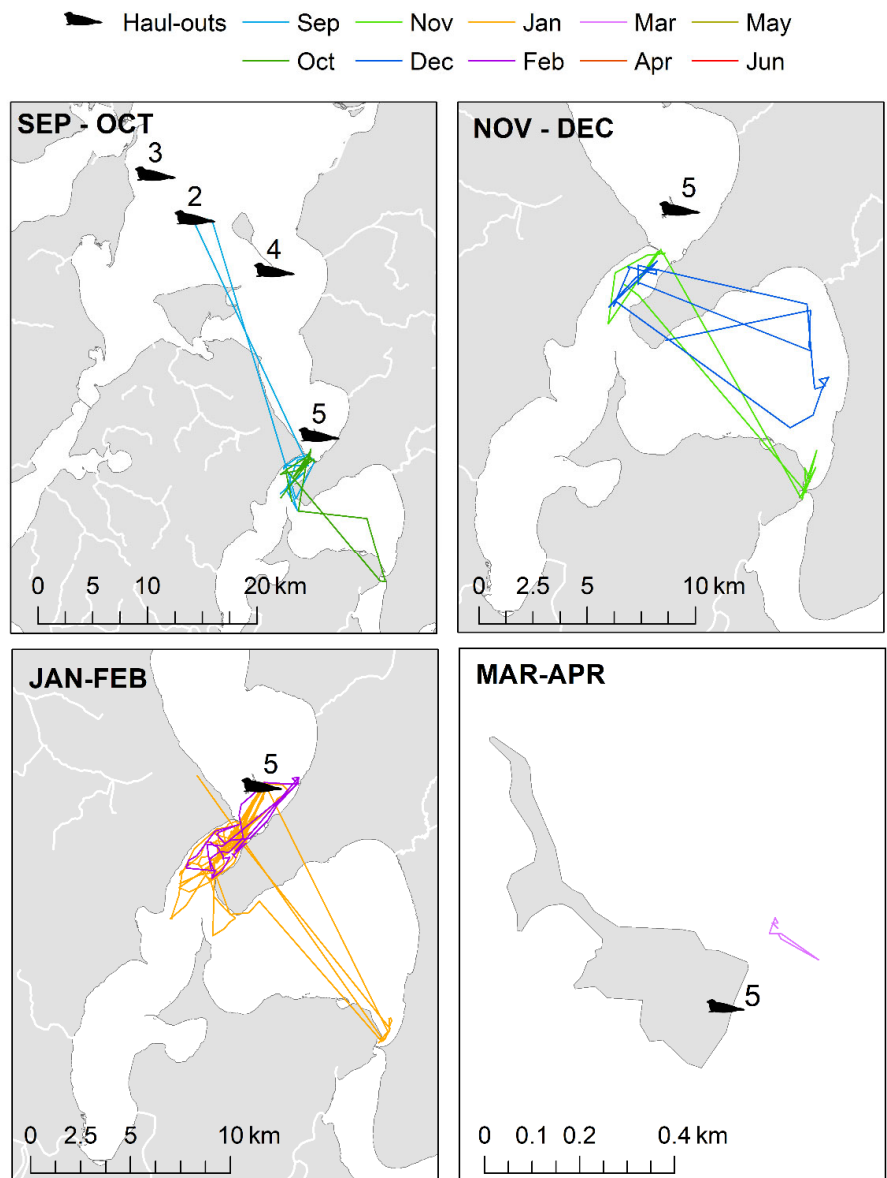 Haul-outs Sep Nov Jan Mar May
Oct Dec Feb Apr Jun
SEP - OCT
3
2
4
5
0 5 10 20 km
NOV - DEC
5
0 2.5 5 10 km
JAN-FEB
5
0 2.5 5 10 km
MAR-APR
5
0 0.1 0.2 0.4 km